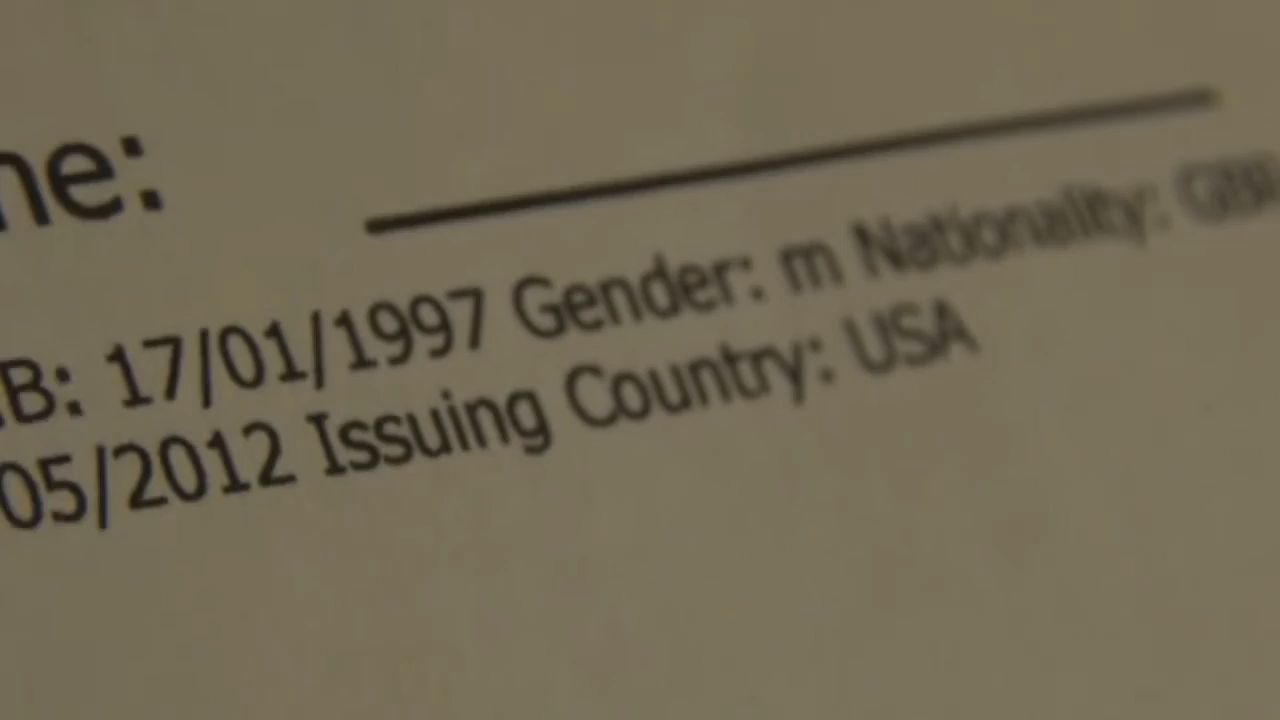 ne:
B: 17/01/1997 Gender: m Nationality:
05/2012 Issuing Country: USA